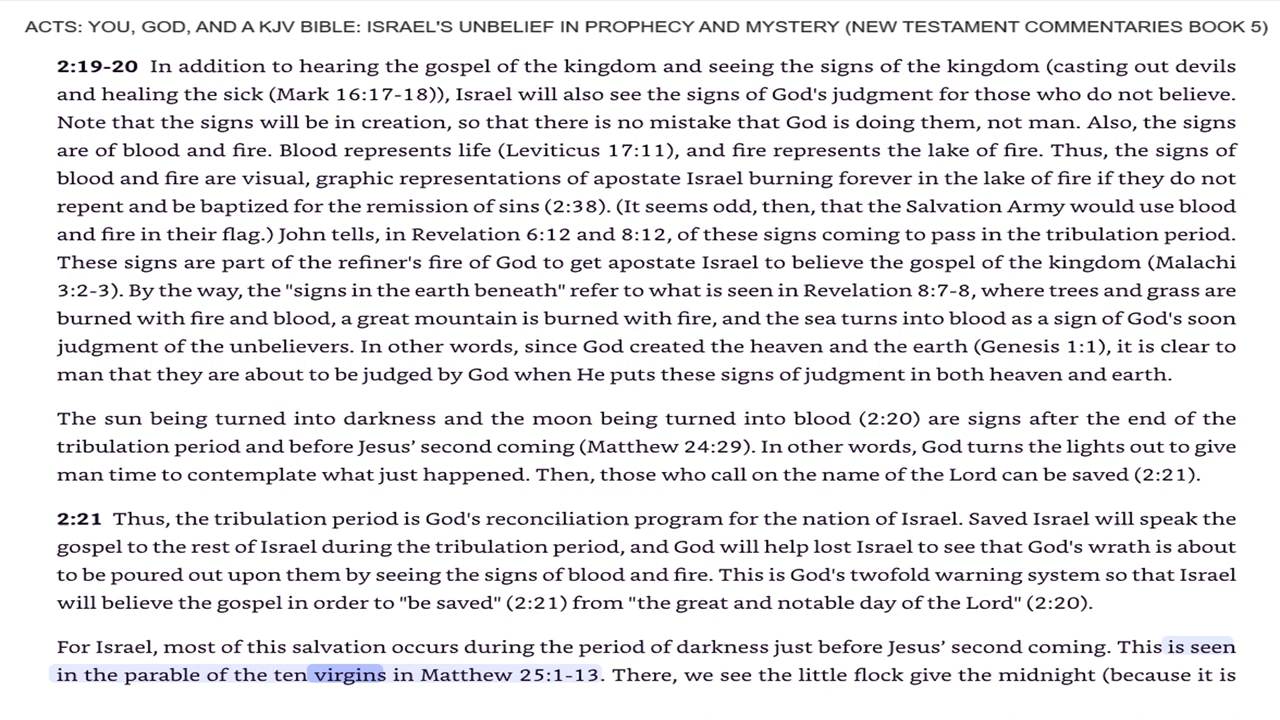 ACTS: YOU, GOD, AND A KJV BIBLE: ISRAEL'S UNBELIEF IN PROPHECY AND MYSTERY (NEW TESTAMENT COMMENTARIES BOOK 5)
2:19-20 In addition to hearing the gospel of the kingdom and seeing the signs of the kingdom (casting out devils
and healing the sick (Mark 16:17-18)), Israel will also see the signs of God's judgment for those who do not believe.
Note that the signs will be in creation, so that there is no mistake that God is doing them, not man. Also, the signs
are of blood and fire. Blood represents life (Leviticus 17:11), and fire represents the lake of fire. Thus, the signs of
blood and fire are visual, graphic representations of apostate Israel burning forever in the lake of fire if they do not
repent and be baptized for the remission of sins (2:38). (It seems odd, then, that the Salvation Army would use blood
and fire in their flag.) John tells, in Revelation 6:12 and 8:12, of these signs coming to pass in the tribulation period.
These signs are part of the refiner's fire of God to get apostate Israel to believe the gospel of the kingdom (Malachi
3:2-3). By the way, the "signs in the earth beneath" refer to what is seen in Revelation 8:7-8, where trees and grass are
burned with fire and blood, a great mountain is burned with fire, and the sea turns into blood as a sign of God's soon
judgment of the unbelievers. In other words, since God created the heaven and the earth (Genesis 1:1), it is clear to
man that they are about to be judged by God when He puts these signs of judgment in both heaven and earth.
The sun being turned into darkness and the moon being turned into blood (2:20) are signs after the end of the
tribulation period and before Jesus’ second coming (Matthew 24:29). In other words, God turns the lights out to give
man time to contemplate what just happened. Then, those who call on the name of the Lord can be saved (2:21).
2:21 Thus, the tribulation period is God's reconciliation program for the nation of Israel. Saved Israel will speak the
gospel to the rest of Israel during the tribulation period, and God will help lost Israel to see that God's wrath is about
to be poured out upon them by seeing the signs of blood and fire. This is God's twofold warning system so that Israel
will believe the gospel in order to "be saved" (2:21) from "the great and notable day of the Lord" (2:20).
For Israel, most of this salvation occurs during the period of darkness just before Jesus’ second coming. This is seen
in the parable of the ten virgins in Matthew 25:1-13. There, we see the little flock give the midnight (because it is